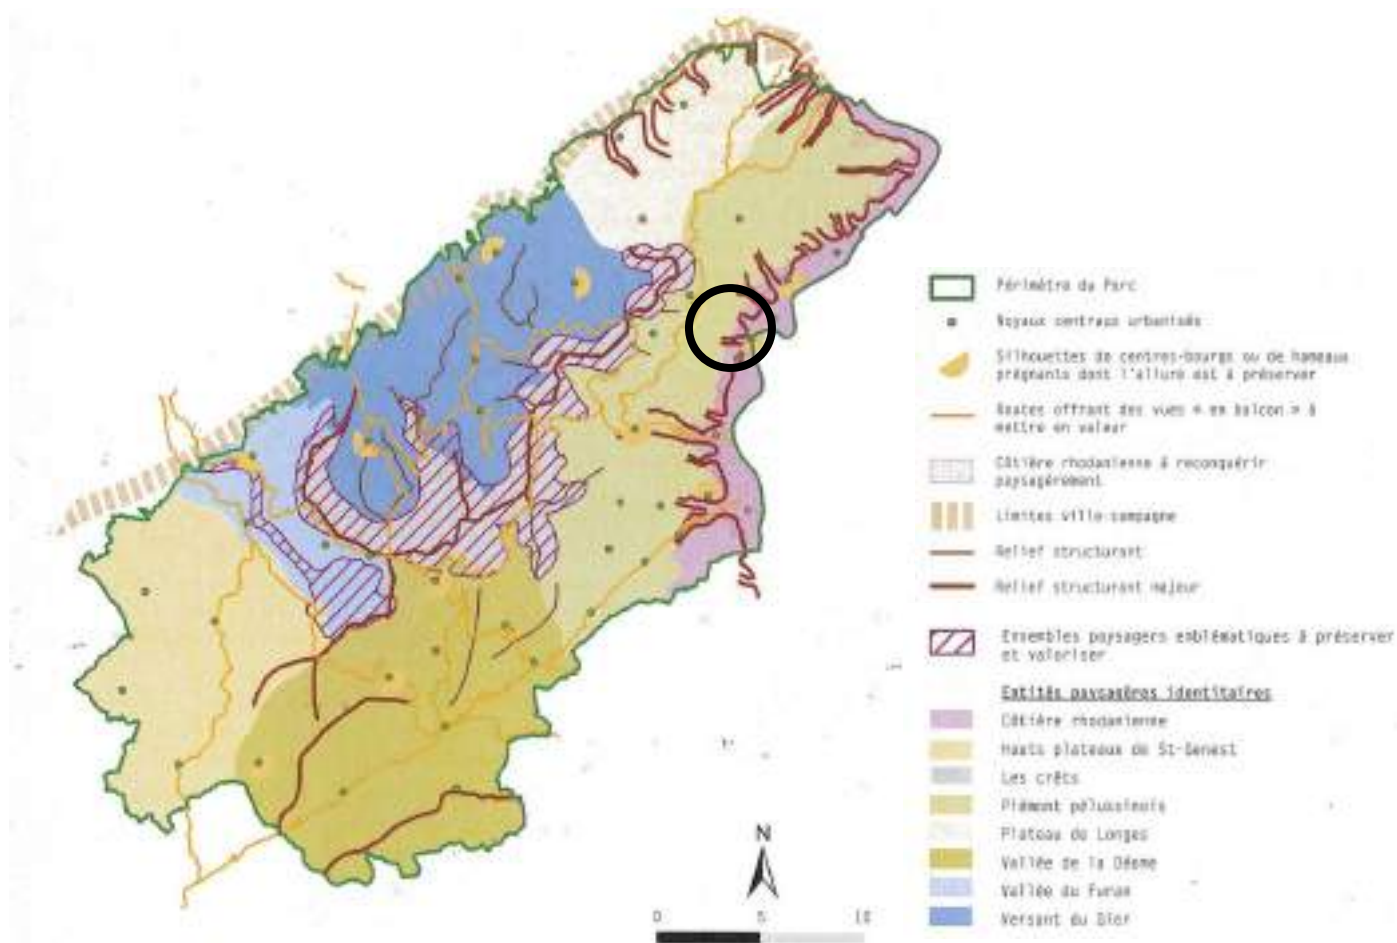 Périmètre du Parc
Noyaux centraux urbanisés
Silhouettes de centres-bourgs ou de hameaux
prégnants dont l'allure est à préserver
Routes offrant des vues « en balcon » à
mettre en valeur
Côtière rhodanienne à reconquérir
paysagèrement
Limites ville-campagne
Relief structurant
Relief structurant majeur
Ensembles paysagers emblématiques à préserver
et valoriser
Entités paysagères identitaires
Côtière rhodanienne
Hauts plateaux de St-Genest
Les crêts
Piémont pélussinois
Plateau de Longes
Vallée de la Déome
Vallée du Furan
Versant du Gier
N
0 5 10